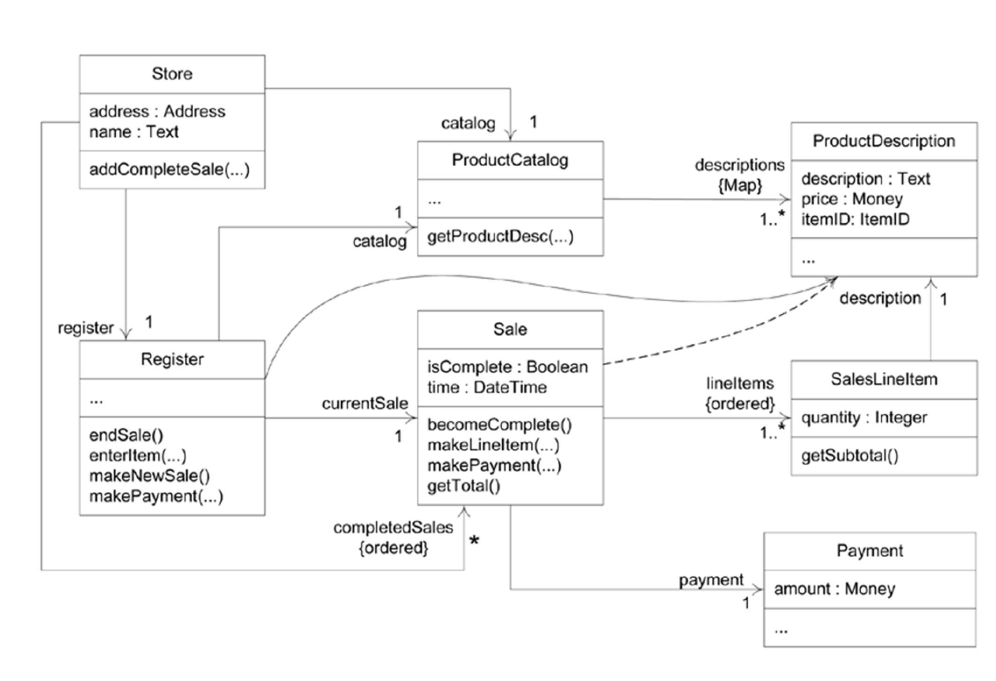 Store
address : Address
name : Text
addCompleteSale(...)
catalog
1
ProductCatalog
...
getProductDesc(...)
descriptions
{Map}
1..*
ProductDescription
description : Text
price : Money
itemID: ItemID
...
1
catalog
register
1
description
1
Register
...
endSale()
enterItem(...)
makeNewSale()
makePayment(...)
currentSale
1
Sale
isComplete : Boolean
time : DateTime
becomeComplete()
makeLineItem(...)
makePayment(...)
getTotal()
lineItems
{ordered}
1..*
SalesLineItem
quantity : Integer
getSubtotal()
completedSales
{ordered}
*
payment
1
Payment
amount : Money
...